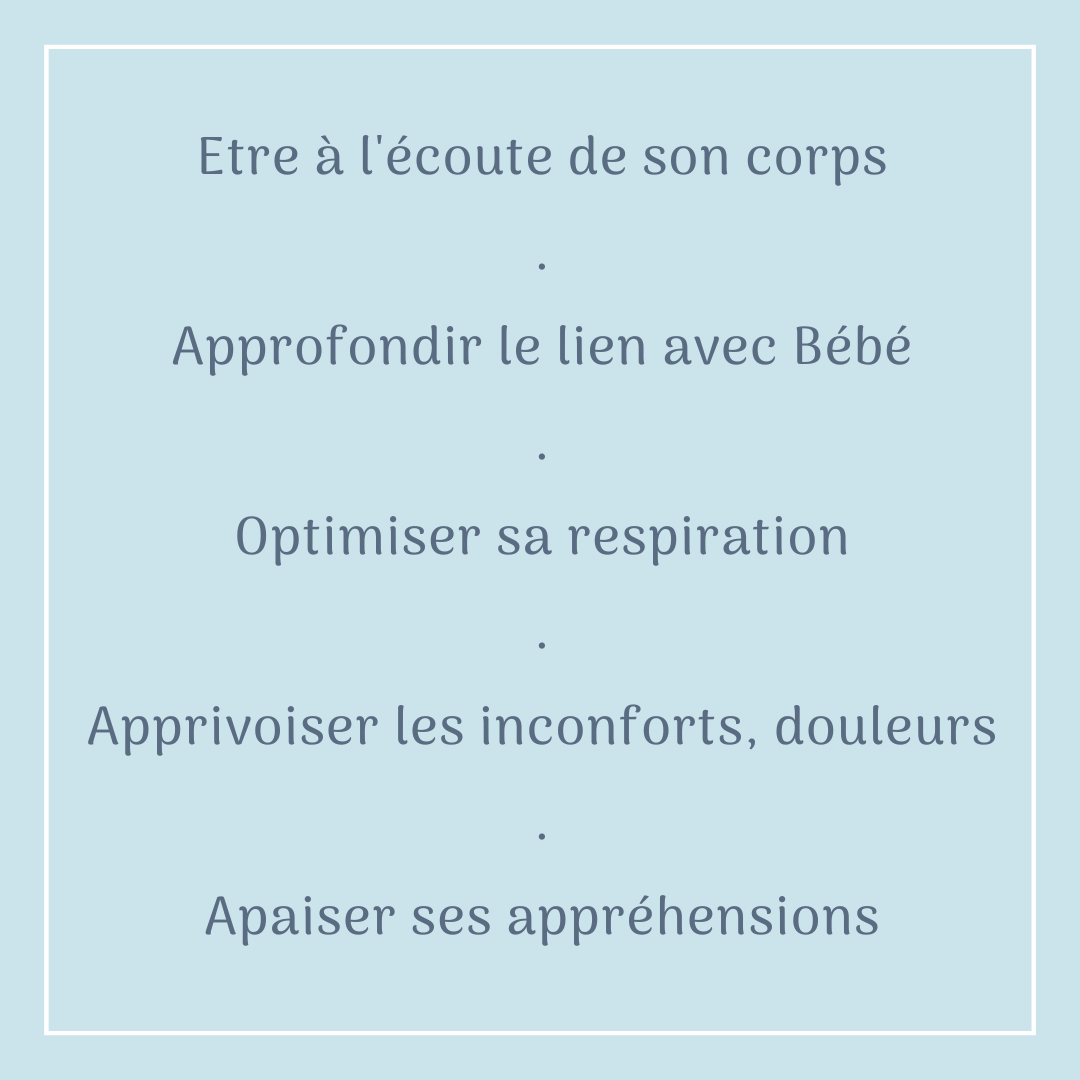 Etre à l'écoute de son corps
.
Approfondir le lien avec Bébé
.
Optimiser sa respiration
.
Apprivoiser les inconforts, douleurs
.
Apaiser ses appréhensions